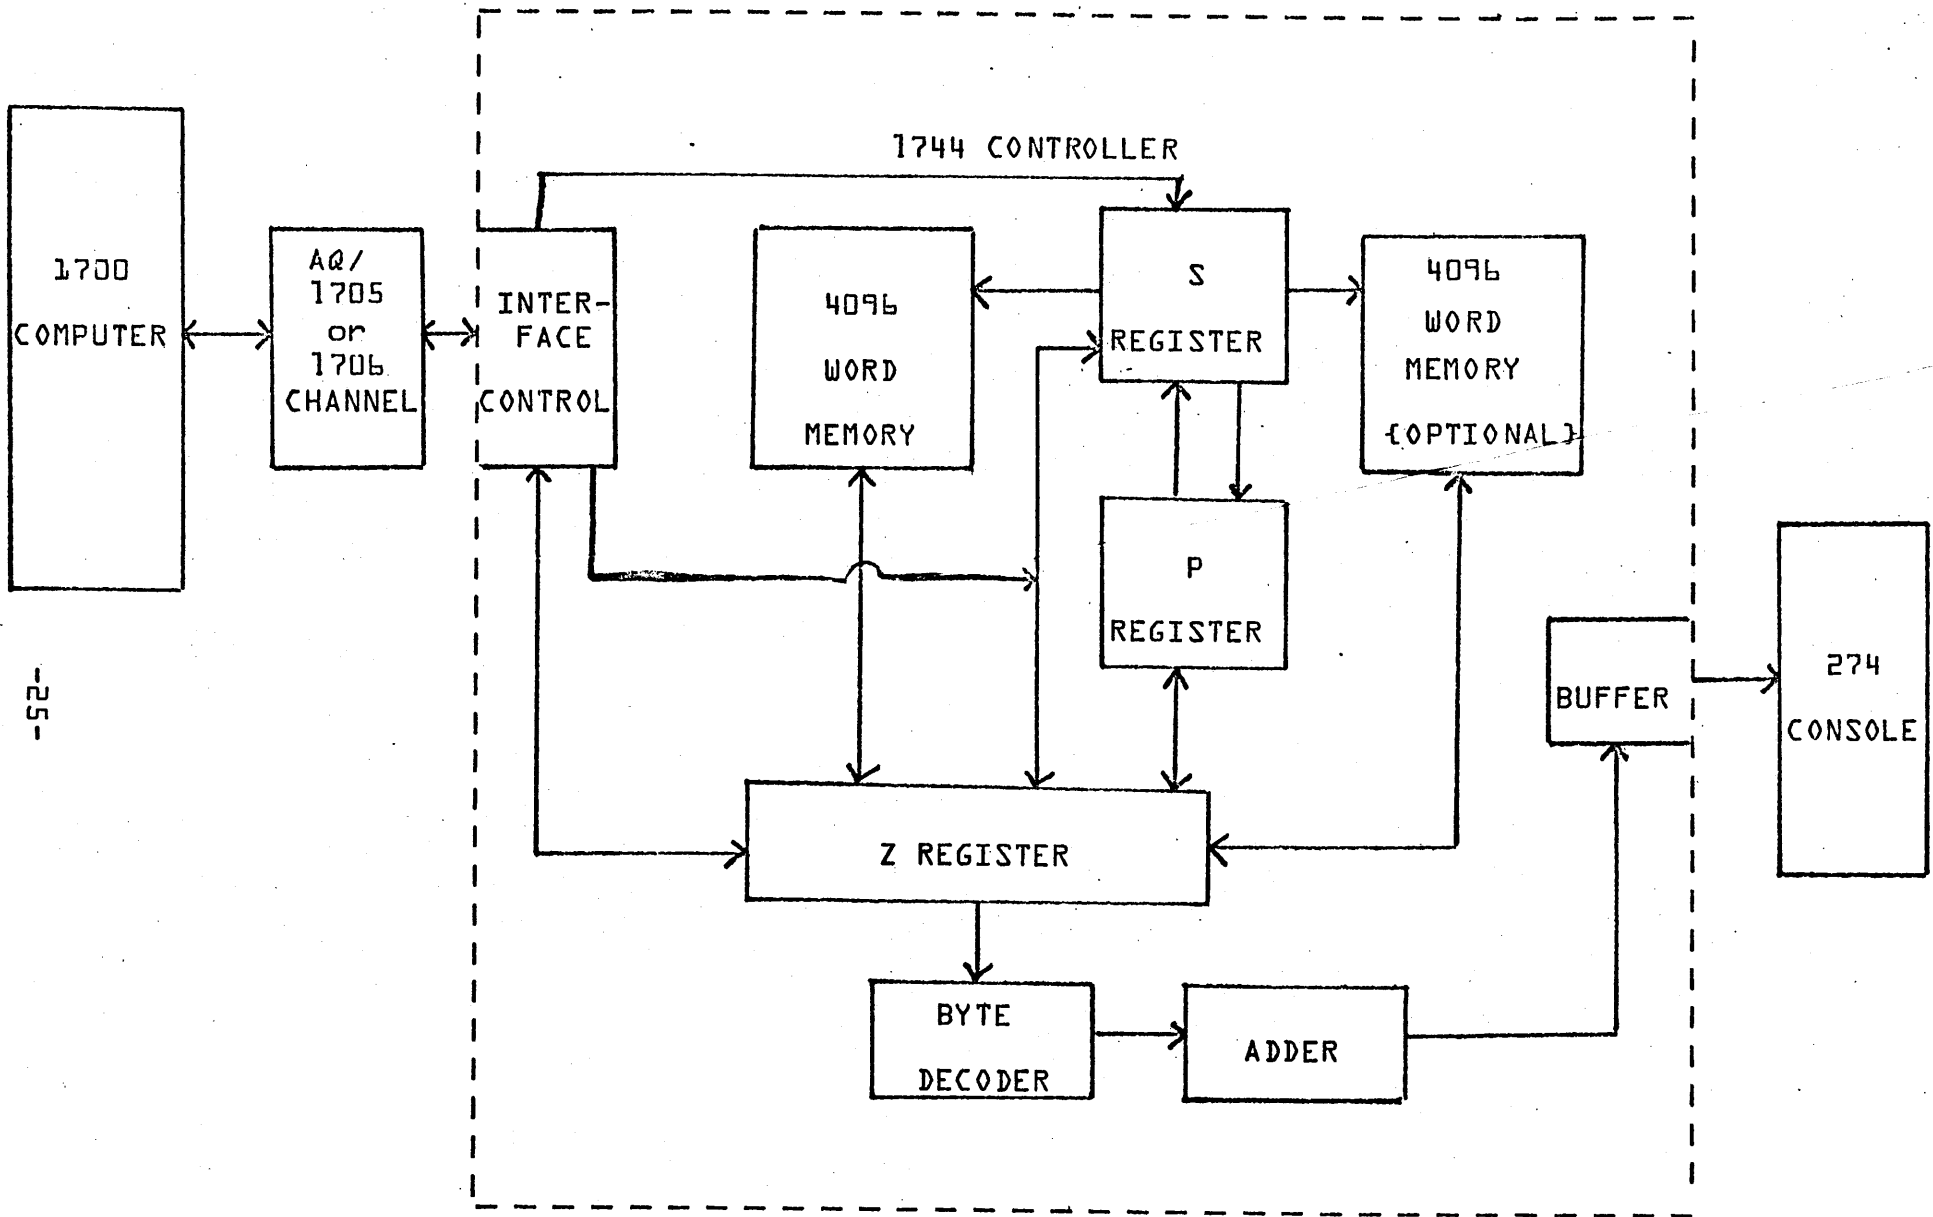 1744 CONTROLLER
1700
COMPUTER
AQ/
1705
or
1706
CHANNEL
INTER-
FACE
CONTROL
4096
WORD
MEMORY
S
REGISTER
4096
WORD
MEMORY
{OPTIONAL}
P
REGISTER
BUFFER
274
CONSOLE
Z REGISTER
BYTE
DECODER
ADDER
-25-